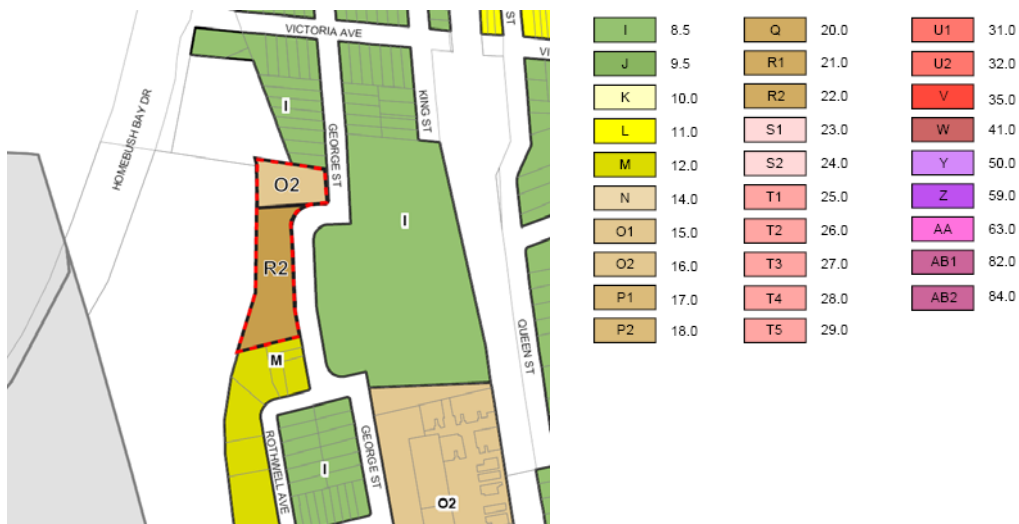 VICTORIA AVE
ST
HOMEBUSH BAY DR
I
GEORGE ST
KING ST
O2
I
R2
M
QUEEN ST
ROTHWELL AVE
I
GEORGE ST
O2
I 8.5
J 9.5
K 10.0
L 11.0
M 12.0
N 14.0
O1 15.0
O2 16.0
P1 17.0
P2 18.0
Q 20.0
R1 21.0
R2 22.0
S1 23.0
S2 24.0
T1 25.0
T2 26.0
T3 27.0
T4 28.0
T5 29.0
U1 31.0
U2 32.0
V 35.0
W 41.0
Y 50.0
Z 59.0
AA 63.0
AB1 82.0
AB2 84.0